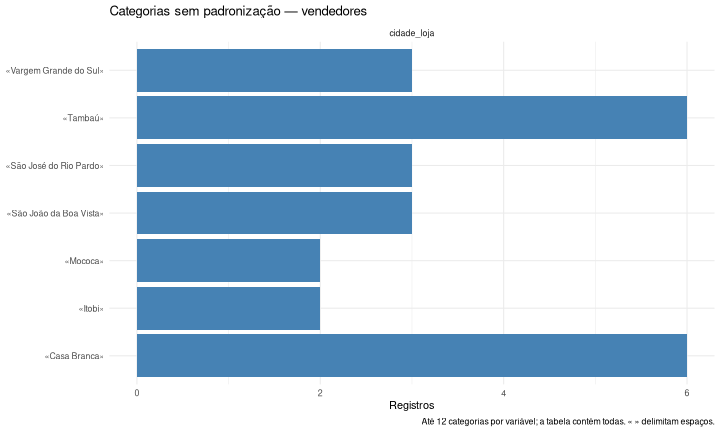 Categorias sem padronização — vendedores
cidade_loja
«Vargem Grande do Sul»
«Tambaú»
«São José do Rio Pardo»
«São João da Boa Vista»
«Mococa»
«Itobi»
«Casa Branca»
0 2 4 6
Registros
Até 12 categorias por variável; a tabela contém todas. « » delimitam espaços.